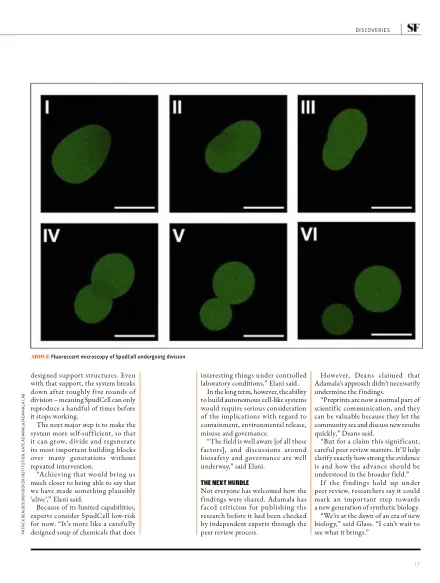 DISCOVERIES SF
I
II
III
IV
V
VI
ABOVE Fluorescent microscopy of SpudCell undergoing division
designed support structures. Even
with that support, the system breaks
down after roughly five rounds of
division – meaning SpudCell can only
reproduce a handful of times before
it stops working.
The next major step is to make the
system more self-sufficient, so that
it can grow, divide and regenerate
its most important building blocks
over many generations without
repeated intervention.
"Achieving that would bring us
much closer to being able to say that
we have made something plausibly
'alive'," Elani said.
Because of its limited capabilities,
experts consider SpudCell low-risk
for now. "It's more like a carefully
designed soup of chemicals that does
interesting things under controlled
laboratory conditions," Elani said.
In the long term, however, the ability
to build autonomous cell-like systems
would require serious consideration
of the implications with regard to
containment, environmental release,
misuse and governance.
"The field is well aware [of all these
factors], and discussions around
biosafety and governance are well
underway," said Elani.
THE NEXT HURDLE
Not everyone has welcomed how the
findings were shared. Adamala has
faced criticism for publishing the
research before it had been checked
by independent experts through the
peer review process.
However, Deans claimed that
Adamala's approach didn't necessarily
undermine the findings.
"Preprints are now a normal part of
scientific communication, and they
can be valuable because they let the
community see and discuss new results
quickly," Deans said.
"But for a claim this significant,
careful peer review matters. It'll help
clarify exactly how strong the evidence
is and how the advance should be
understood in the broader field."
If the findings hold up under
peer review, researchers say it could
mark an important step towards
a new generation of synthetic biology.
"We're at the dawn of an era of new
biology," said Glass. "I can't wait to
see what it brings."
17